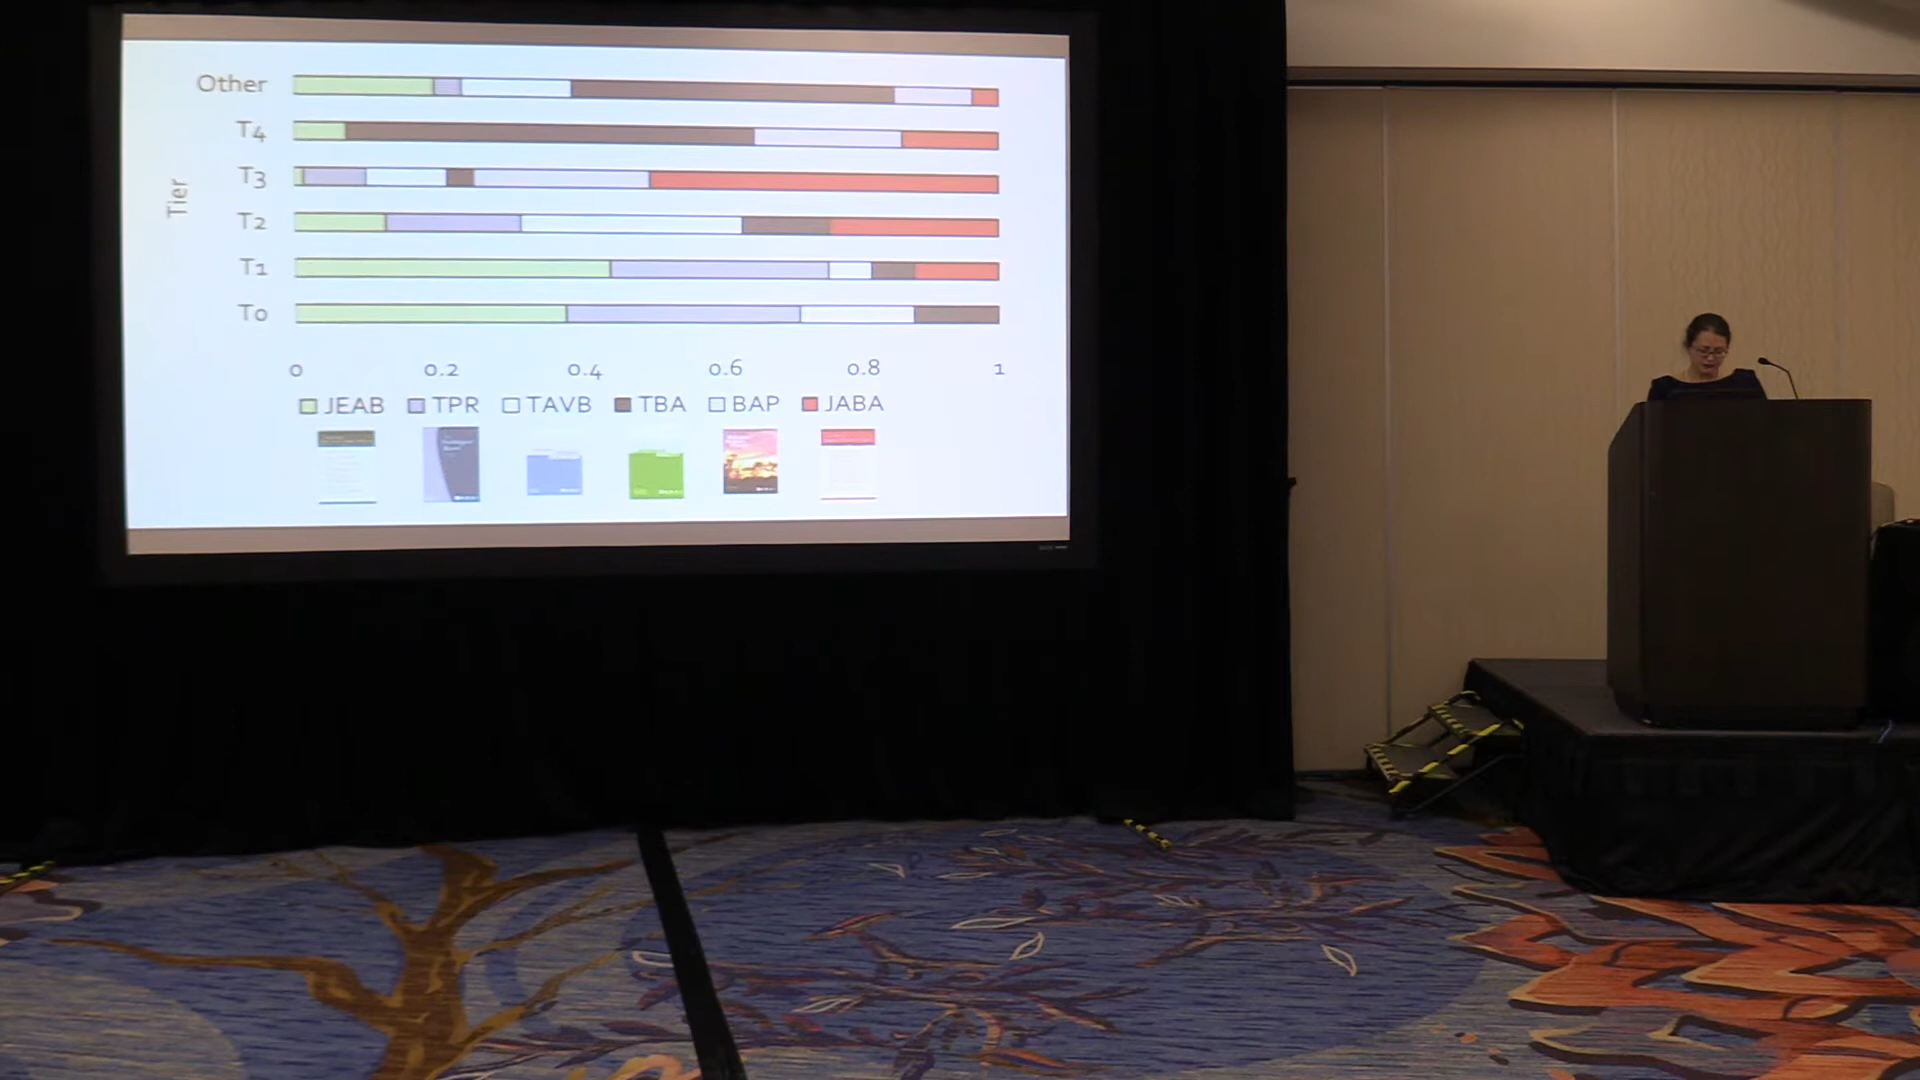 Other
T4
T3
Tier
T2
T1
T0
0 0.2 0.4 0.6 0.8 1
JEAB TPR TAVB TBA BAP JABA